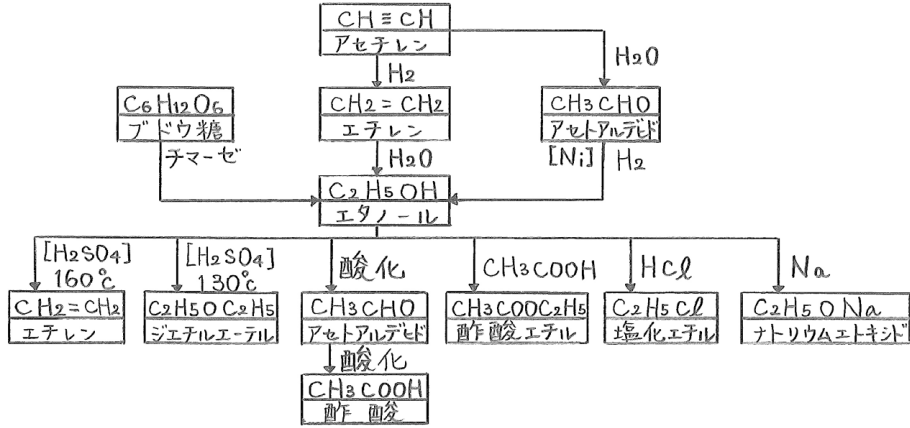 CH≡CH
アセチレン
H2
H2O
C6H12O6
ブドウ糖
チマーゼ
CH2=CH2
エチレン
H2O
CH3CHO
アセトアルデヒド
[Ni] H2
C2H5OH
エタノール
[H2SO4]
160℃
[H2SO4]
130℃
酸化
CH3COOH
HCl
Na
CH2=CH2
エチレン
C2H5OC2H5
ジエチルエーテル
CH3CHO
アセトアルデヒド
CH3COOC2H5
酢酸エチル
C2H5Cl
塩化エチル
C2H5ONa
ナトリウムエトキシド
酸化
CH3COOH
酢酸